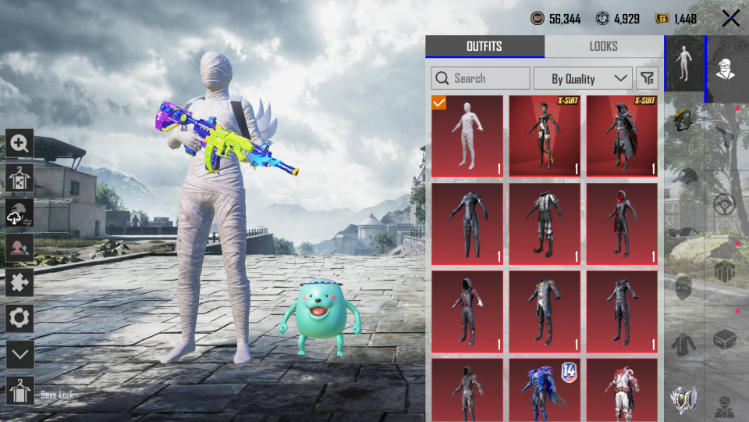 56,344 4,929 1,448
OUTFITS LOOKS
Search By Quality
X-SUIT X-SUIT
1 1 1
1 1 1
1 1 1
14
Save Look